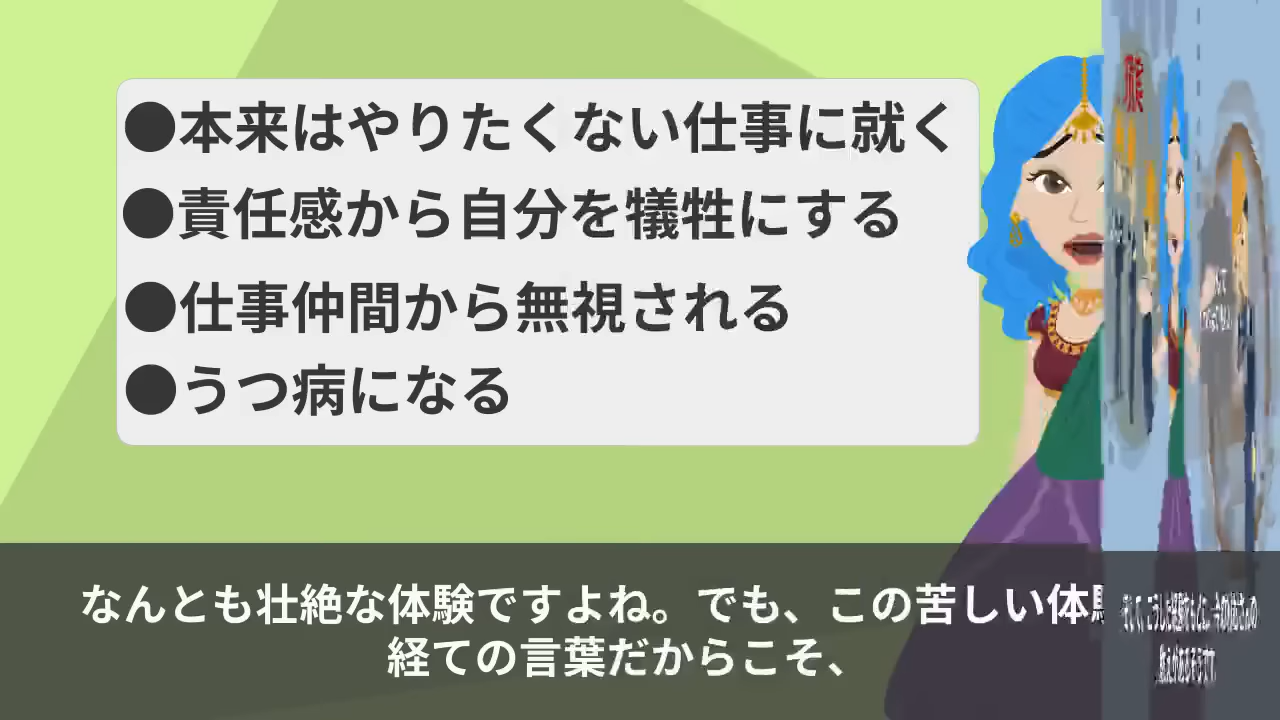 ●本来はやりたくない仕事に就く
●責任感から自分を犠牲にする
●仕事仲間から無視される
●うつ病になる
なんとも壮絶な体験ですよね。でも、この苦しい体験
経ての言葉だからこそ、